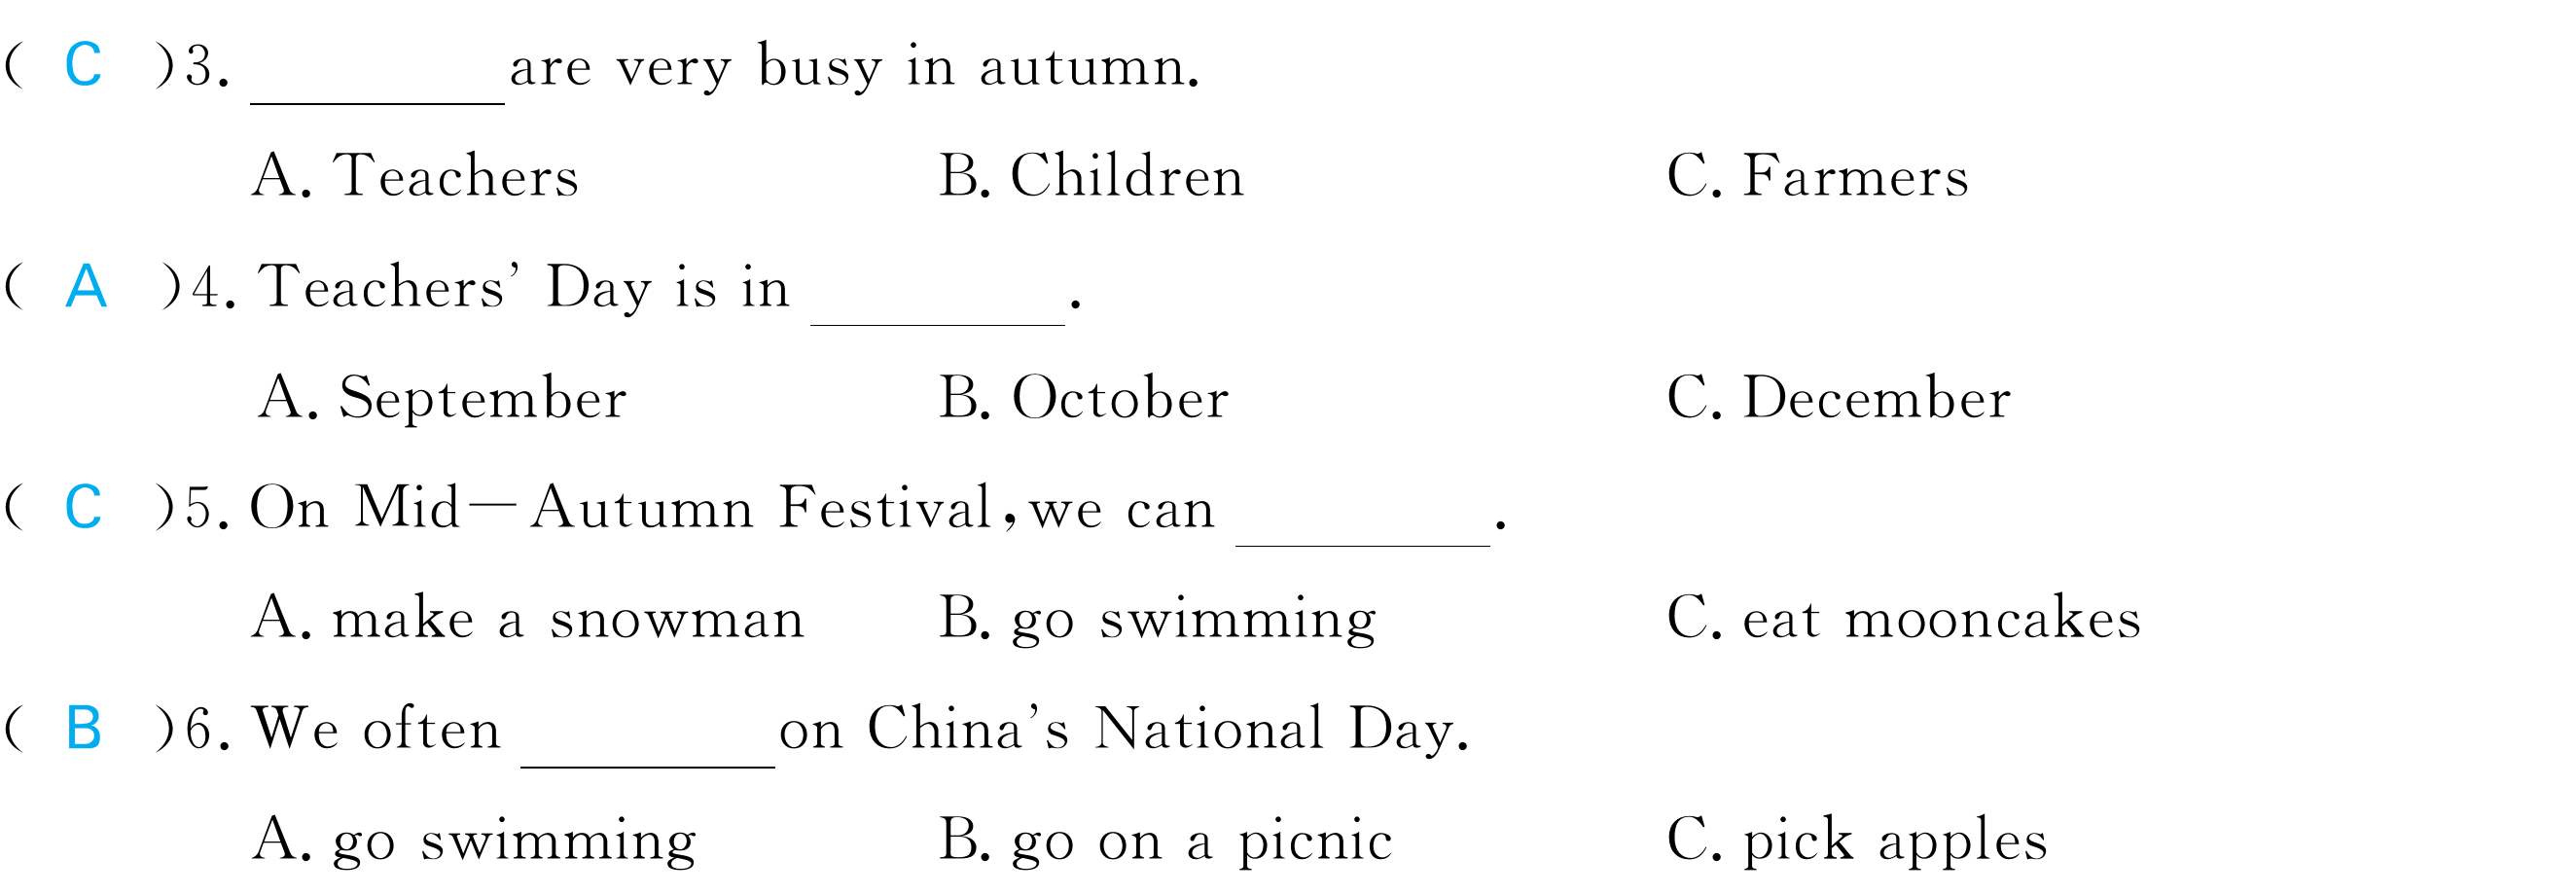 ( C )3. ________ are very busy in autumn.
A. Teachers B. Children C. Farmers
( A )4. Teachers' Day is in ________.
A. September B. October C. December
( C )5. On Mid—Autumn Festival, we can ________.
A. make a snowman B. go swimming C. eat mooncakes
( B )6. We often ________ on China's National Day.
A. go swimming B. go on a picnic C. pick apples